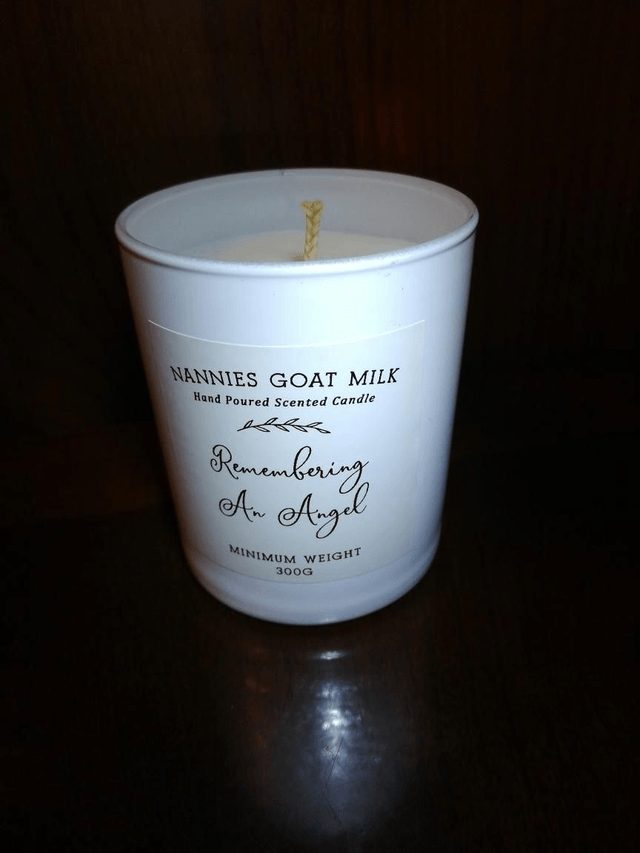 NANNIES GOAT MILK
Hand Poured Scented Candle
Remembering
An Angel
MINIMUM WEIGHT
300G